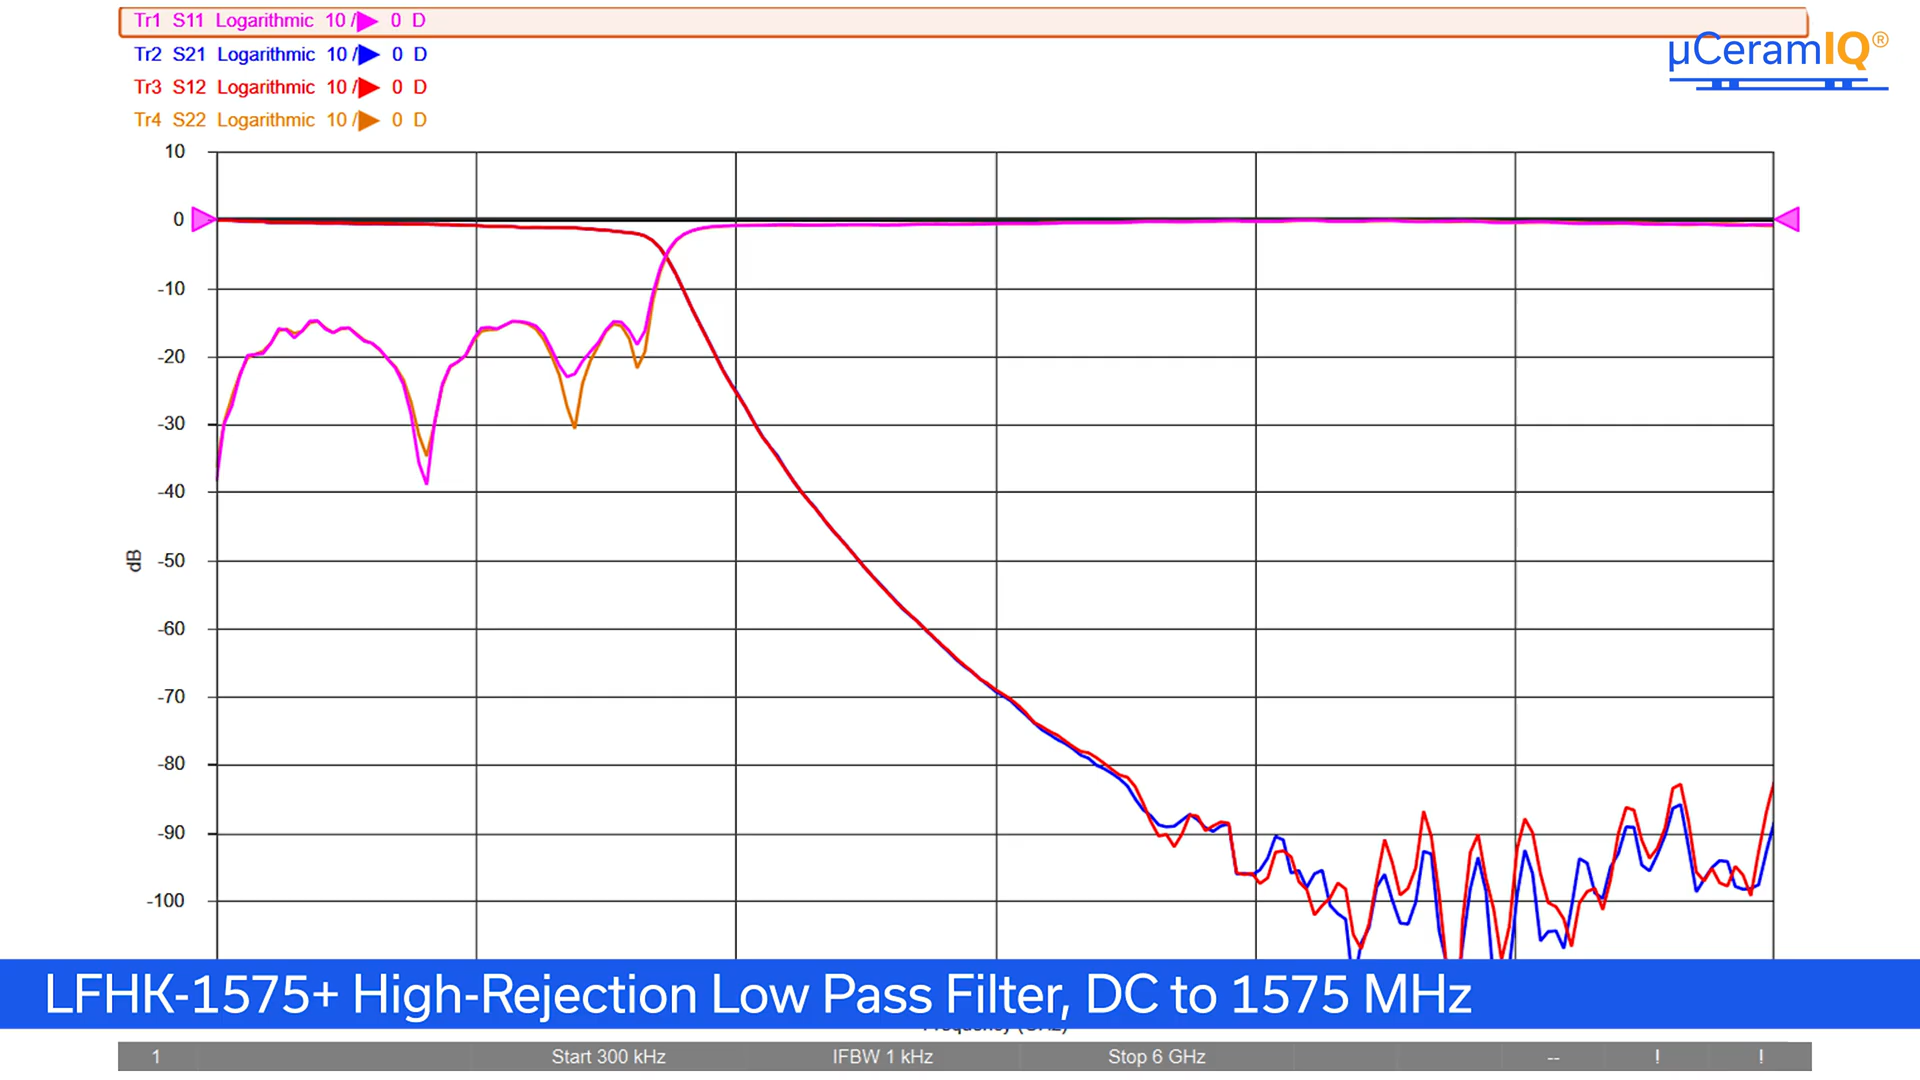 Tr1 S11 Logarithmic 10 / 0 D
µCeramIQ®
Tr2 S21 Logarithmic 10 / 0 D
Tr3 S12 Logarithmic 10 / 0 D
Tr4 S22 Logarithmic 10 / 0 D
10
0
-10
-20
-30
-40
dB
-50
-60
-70
-80
-90
-100
LFHK-1575+ High-Rejection Low Pass Filter, DC to 1575 MHz
1 Start 300 kHz IFBW 1 kHz Stop 6 GHz -- ! !